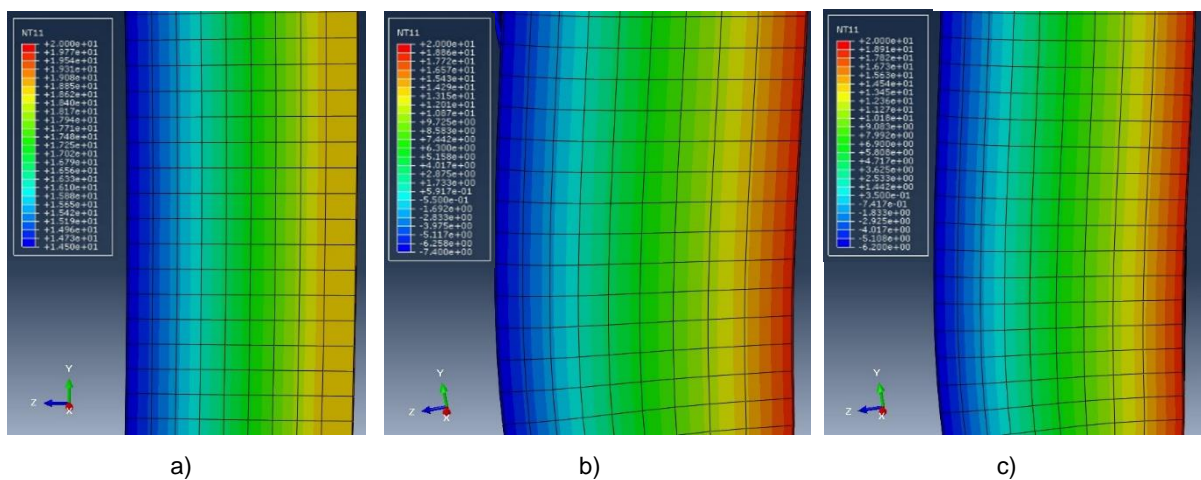 NT11
+2.000e+01
+1.977e+01
+1.954e+01
+1.931e+01
+1.908e+01
+1.885e+01
+1.862e+01
+1.840e+01
+1.817e+01
+1.794e+01
+1.771e+01
+1.748e+01
+1.725e+01
+1.702e+01
+1.679e+01
+1.656e+01
+1.633e+01
+1.610e+01
+1.588e+01
+1.565e+01
+1.542e+01
+1.519e+01
+1.496e+01
+1.473e+01
+1.450e+01
Y
Z
X
a)
NT11
+2.000e+01
+1.886e+01
+1.772e+01
+1.657e+01
+1.543e+01
+1.429e+01
+1.315e+01
+1.201e+01
+1.087e+01
+9.725e+00
+8.583e+00
+7.442e+00
+6.300e+00
+5.158e+00
+4.017e+00
+2.875e+00
+1.733e+00
+5.917e-01
-5.500e-01
-1.692e+00
-2.833e+00
-3.975e+00
-5.117e+00
-6.258e+00
-7.400e+00
Y
Z
X
b)
NT11
+2.000e+01
+1.891e+01
+1.782e+01
+1.673e+01
+1.563e+01
+1.454e+01
+1.345e+01
+1.236e+01
+1.127e+01
+1.018e+01
+9.083e+00
+7.992e+00
+6.900e+00
+5.808e+00
+4.717e+00
+3.625e+00
+2.533e+00
+1.442e+00
+3.500e-01
-7.417e-01
-1.833e+00
-2.925e+00
-4.017e+00
-5.108e+00
-6.200e+00
Y
Z
X
c)